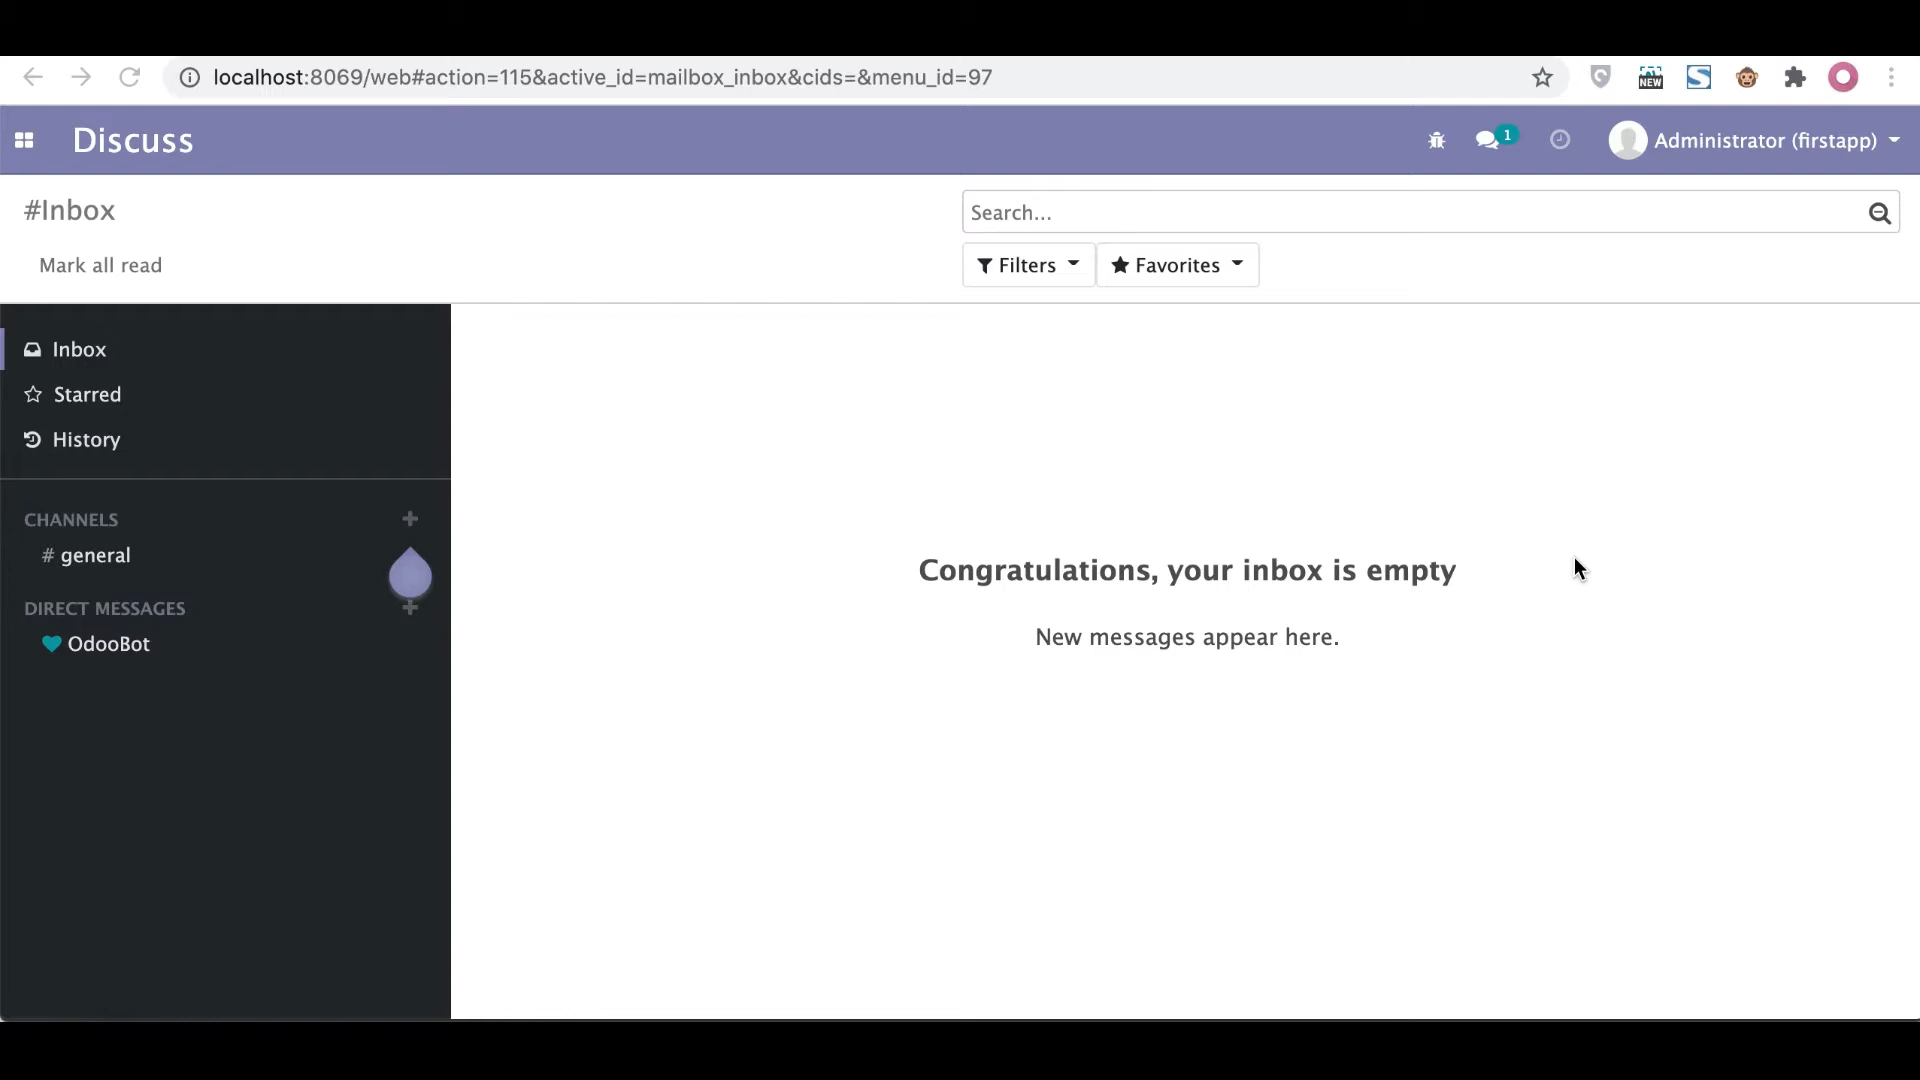 localhost:8069/web#action=115&active_id=mailbox_inbox&cids=&menu_id=97
NEW
Discuss
1
Administrator (firstapp)
#Inbox
Search...
Mark all read
Filters
Favorites
Inbox
Starred
History
CHANNELS
# general
DIRECT MESSAGES
OdooBot
Congratulations, your inbox is empty
New messages appear here.